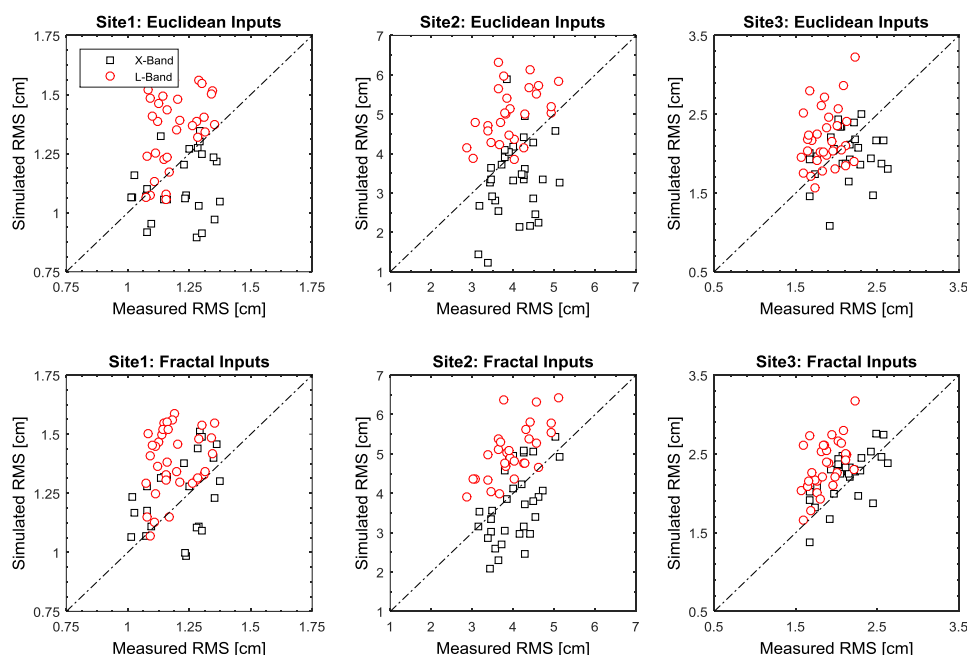 Site1: Euclidean Inputs
1.75
1.5
1.25
1
0.75
0.75 1 1.25 1.5 1.75
Simulated RMS [cm]
Measured RMS [cm]
X-Band
L-Band
Site2: Euclidean Inputs
7
6
5
4
3
2
1
1 2 3 4 5 6 7
Simulated RMS [cm]
Measured RMS [cm]
Site3: Euclidean Inputs
3.5
2.5
1.5
0.5
0.5 1.5 2.5 3.5
Simulated RMS [cm]
Measured RMS [cm]
Site1: Fractal Inputs
1.75
1.5
1.25
1
0.75
0.75 1 1.25 1.5 1.75
Simulated RMS [cm]
Measured RMS [cm]
Site2: Fractal Inputs
7
6
5
4
3
2
1
1 2 3 4 5 6 7
Simulated RMS [cm]
Measured RMS [cm]
Site3: Fractal Inputs
3.5
2.5
1.5
0.5
0.5 1.5 2.5 3.5
Simulated RMS [cm]
Measured RMS [cm]